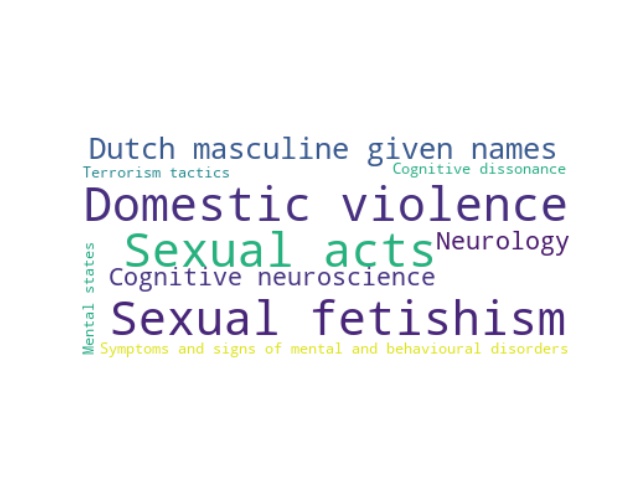 Dutch masculine given names
Terrorism tactics
Cognitive dissonance
Domestic violence
Sexual acts
Neurology
Mental states
Cognitive neuroscience
Sexual fetishism
Symptoms and signs of mental and behavioural disorders